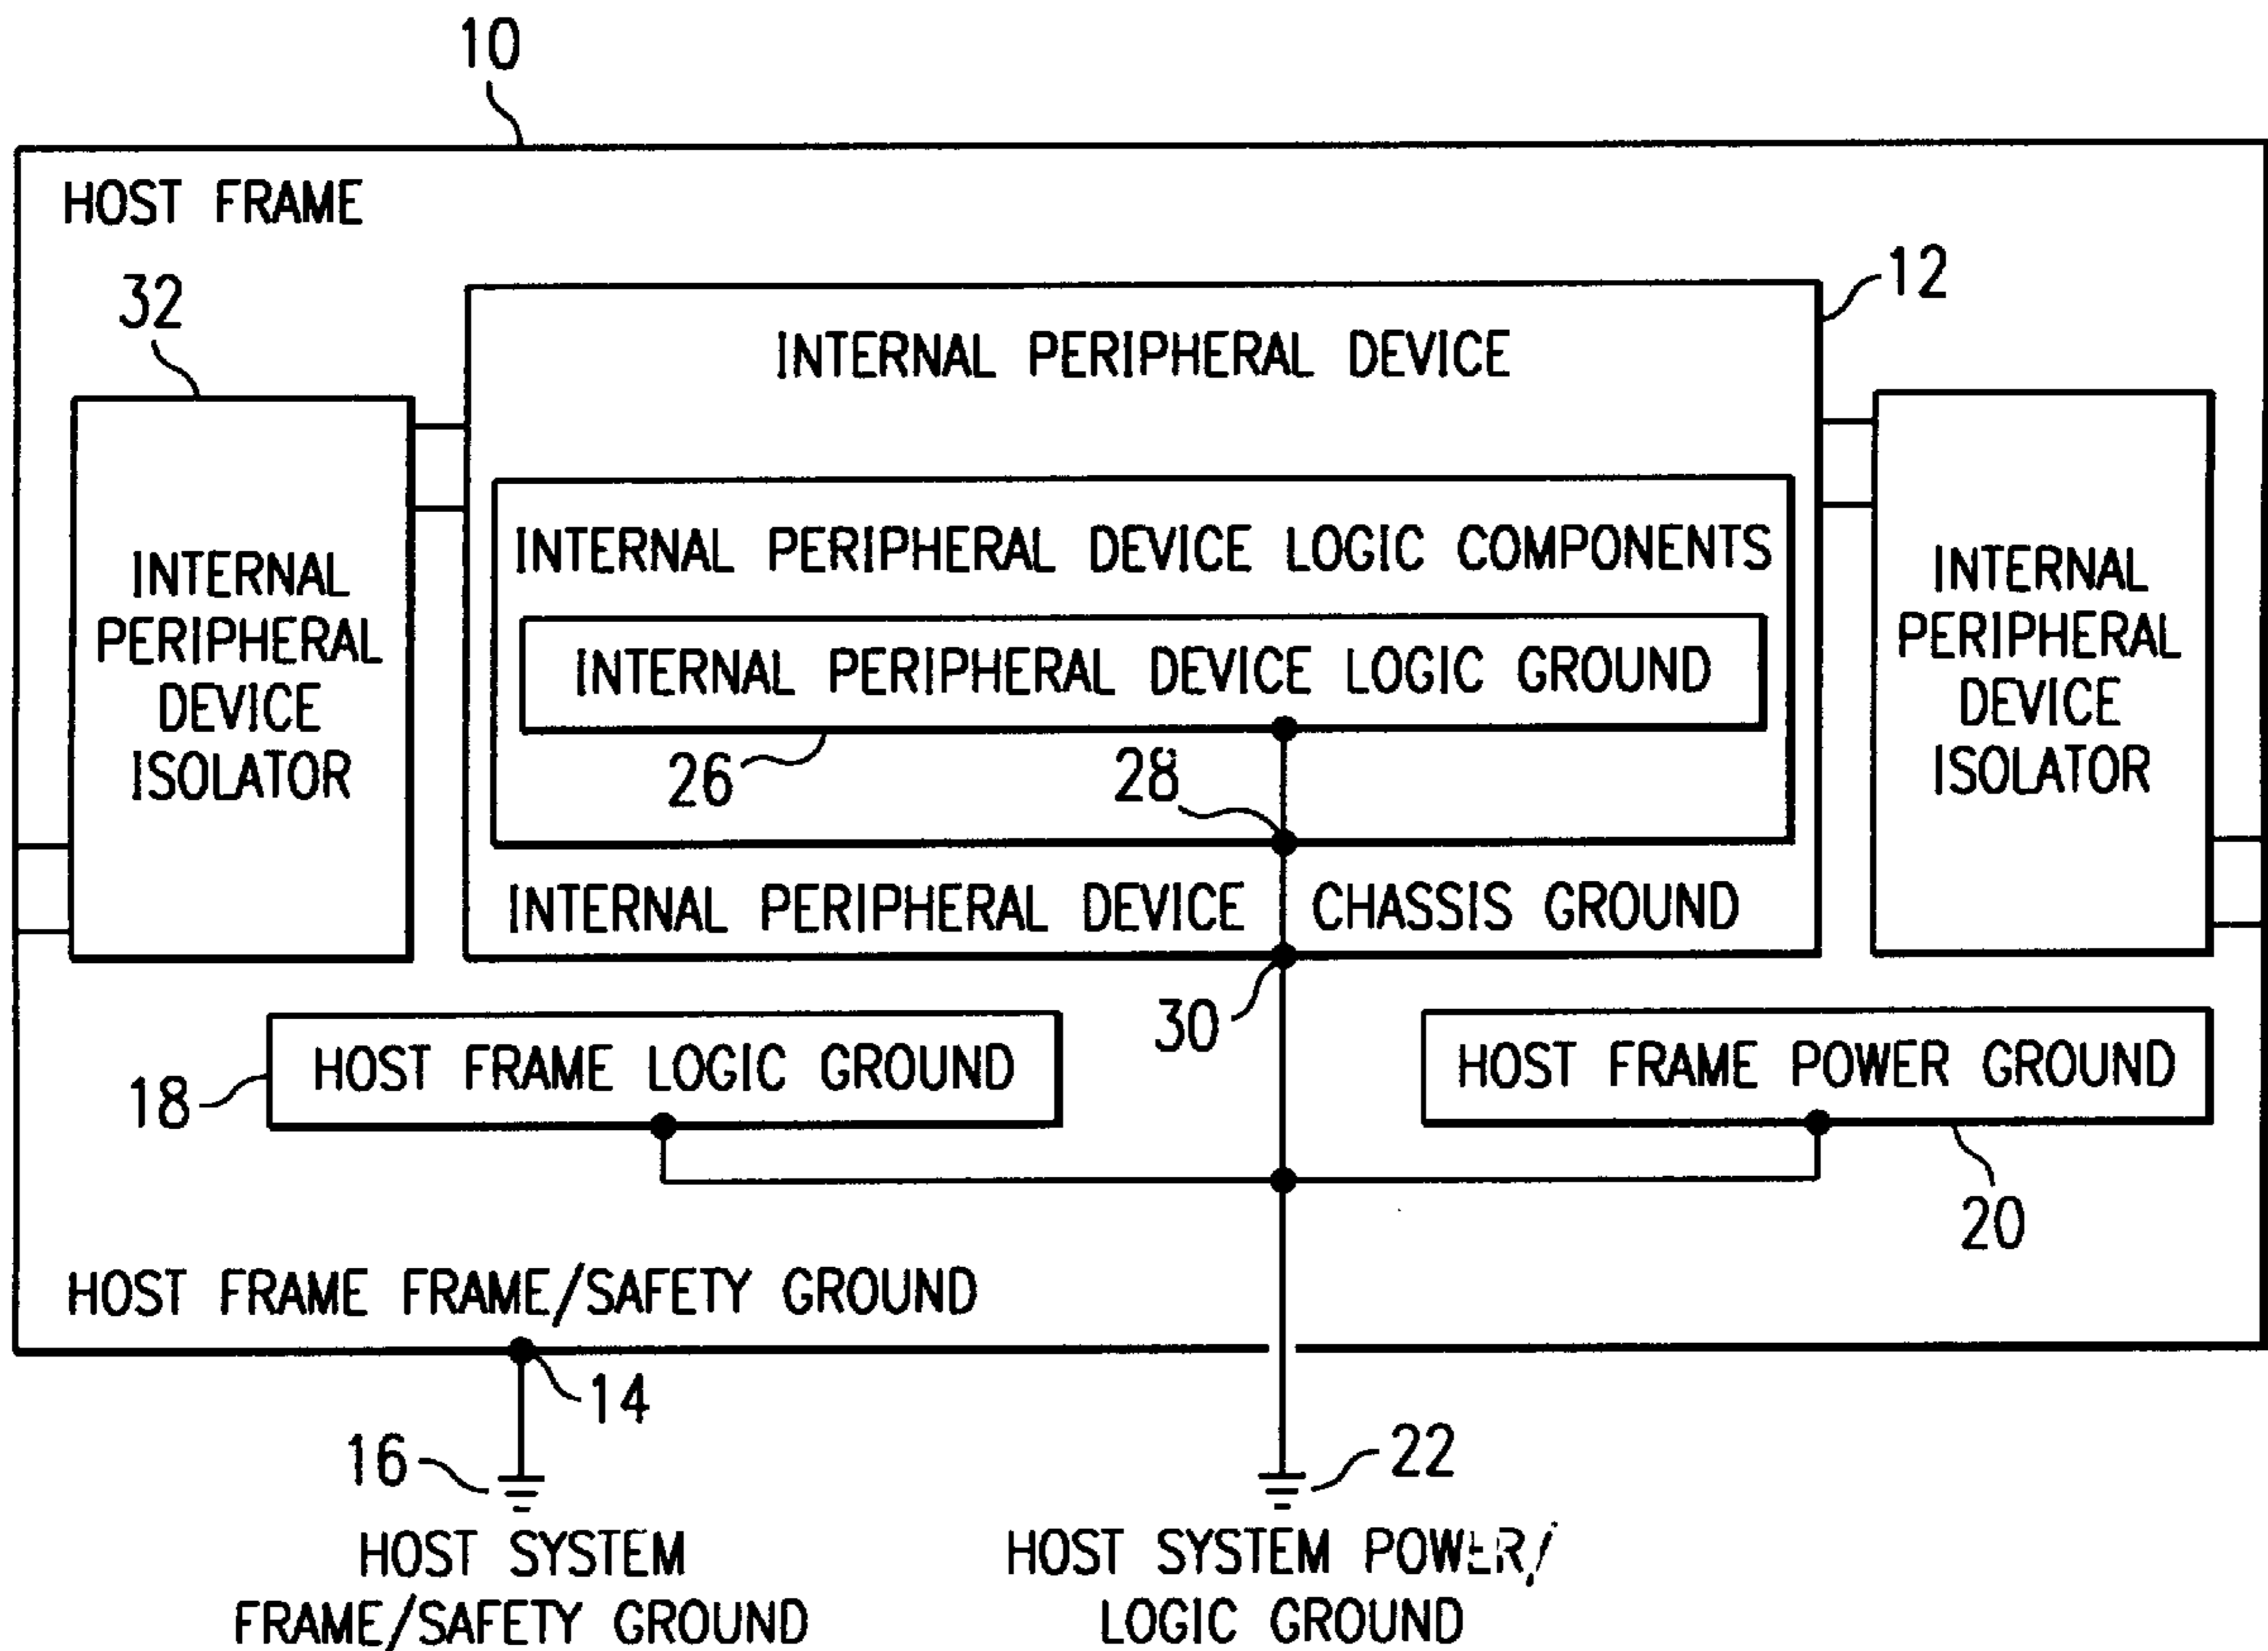 10
HOST FRAME
12
32
INTERNAL PERIPHERAL DEVICE
INTERNAL PERIPHERAL DEVICE LOGIC COMPONENTS
INTERNAL
PERIPHERAL
DEVICE
ISOLATOR
INTERNAL
PERIPHERAL
DEVICE
ISOLATOR
INTERNAL PERIPHERAL DEVICE LOGIC GROUND
26
28
INTERNAL PERIPHERAL DEVICE CHASSIS GROUND
30
18
HOST FRAME LOGIC GROUND
HOST FRAME POWER GROUND
20
HOST FRAME FRAME/SAFETY GROUND
14
16
22
HOST SYSTEM
FRAME/SAFETY GROUND
HOST SYSTEM POWER/
LOGIC GROUND